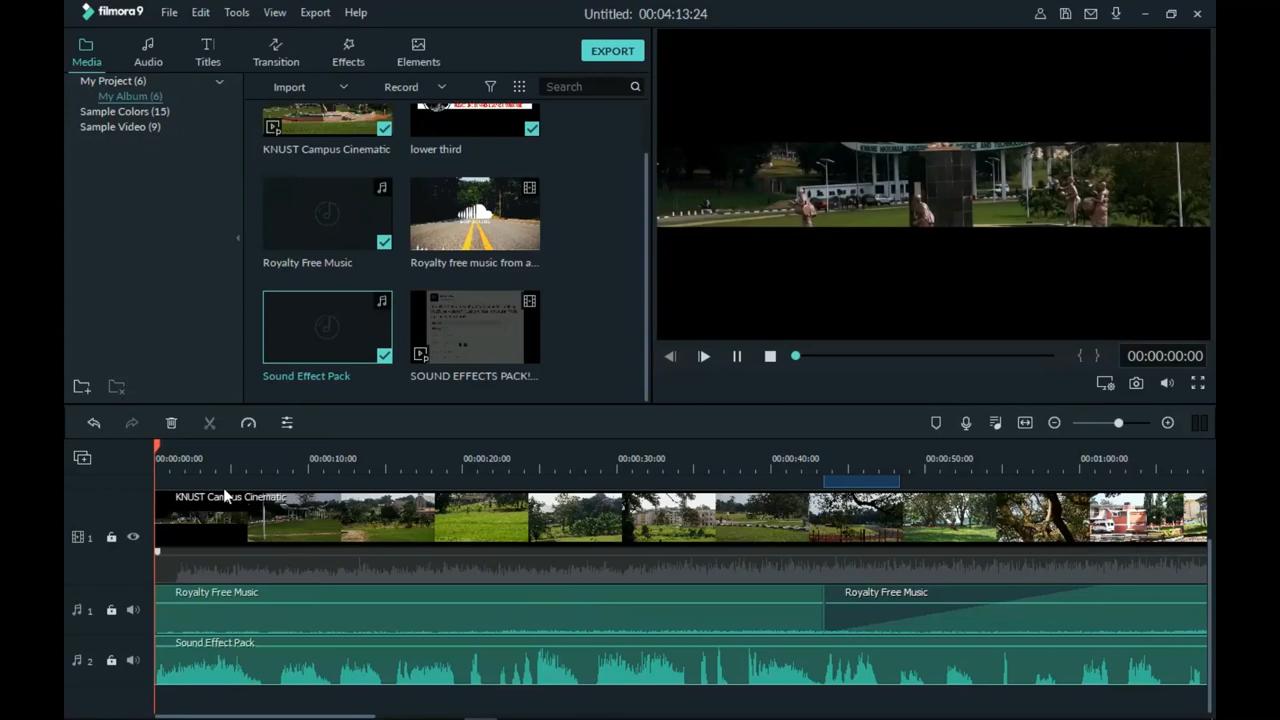 filmora9 File Edit Tools View Export Help Untitled: 00:04:13:24
Media Audio Titles Transition Effects Elements EXPORT
My Project (6)
My Album (6)
Sample Colors (15)
Sample Video (9)
Import Record Search
KNUST Campus Cinematic lower third
Royalty Free Music Royalty free music from a...
Sound Effect Pack SOUND EFFECTS PACK!...
00:00:00:00
00:00:00:00 00:00:10:00 00:00:20:00 00:00:30:00 00:00:40:00 00:00:50:00 00:01:00:00
KNUST Campus Cinematic
1
Royalty Free Music Royalty Free Music
1
Sound Effect Pack
2